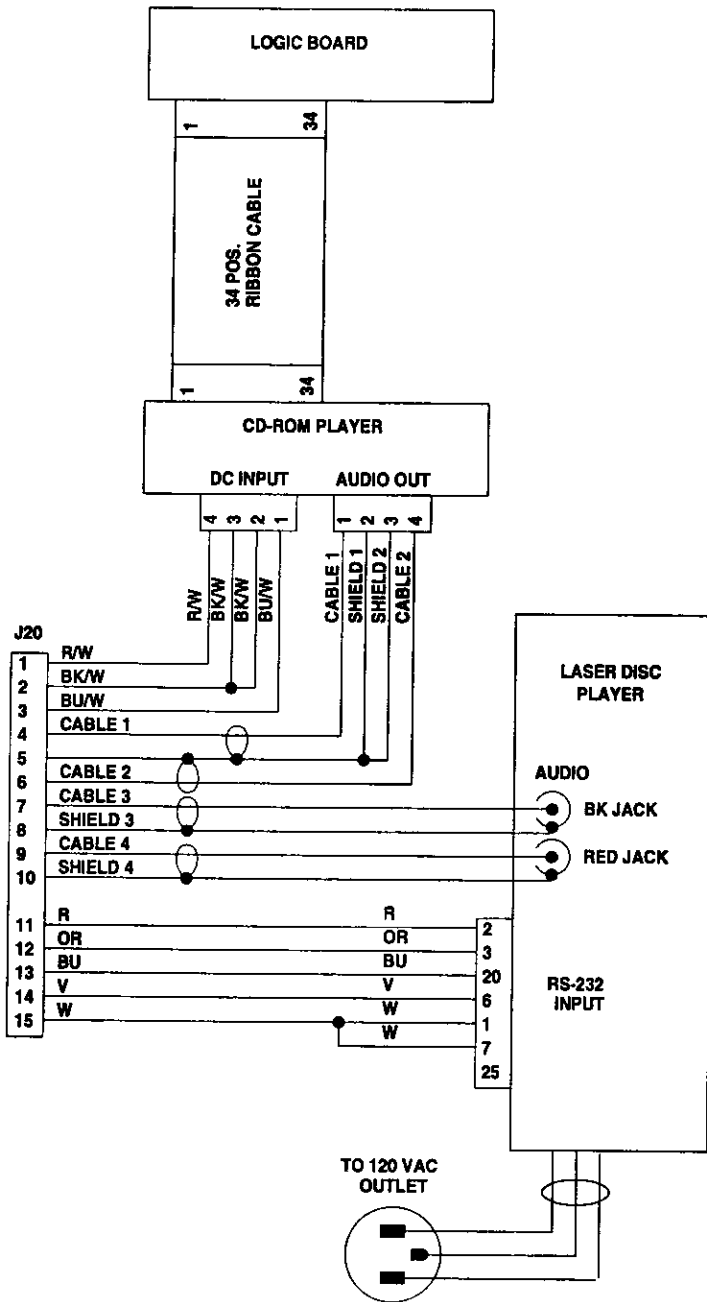 LOGIC BOARD
1 34
34 POS.
RIBBON CABLE
1 34
CD-ROM PLAYER
DC INPUT AUDIO OUT
4 3 2 1 1 2 3 4
R/W BK/W BK/W BU/W CABLE 1 SHIELD 1 SHIELD 2 CABLE 2
J20
1 R/W
2 BK/W
3 BU/W
4 CABLE 1
5
6 CABLE 2
7 CABLE 3
8 SHIELD 3
9 CABLE 4
10 SHIELD 4
11 R R 2
12 OR OR 3
13 BU BU 20
14 V V 6
15 W W 1
W 7
25
LASER DISC
PLAYER
AUDIO
BK JACK
RED JACK
RS-232
INPUT
TO 120 VAC
OUTLET